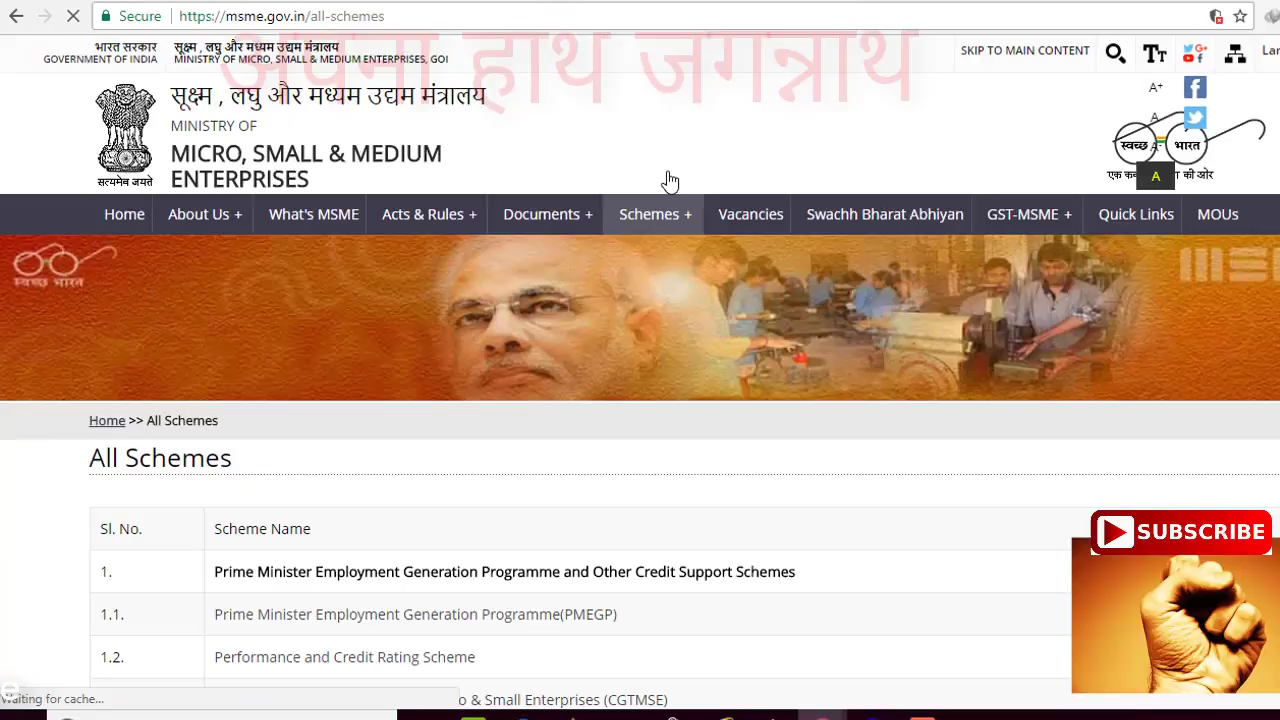 Secure
https://msme.gov.in/all-schemes
भारत सरकार
GOVERNMENT OF INDIA
सूक्ष्म, लघु और मध्यम उद्यम मंत्रालय
MINISTRY OF MICRO, SMALL & MEDIUM ENTERPRISES, GOI
SKIP TO MAIN CONTENT
अपना हाथ जगन्नाथ
सूक्ष्म , लघु और मध्यम उद्यम मंत्रालय
MINISTRY OF
MICRO, SMALL & MEDIUM
ENTERPRISES
सत्यमेव जयते
A+
A
A
स्वच्छ भारत
Home
About Us +
What's MSME
Acts & Rules +
Documents +
Schemes +
Vacancies
Swachh Bharat Abhiyan
GST-MSME +
Quick Links
MOUs
स्वच्छ भारत
Home >> All Schemes
All Schemes
Sl. No. Scheme Name
1. Prime Minister Employment Generation Programme and Other Credit Support Schemes
1.1. Prime Minister Employment Generation Programme(PMEGP)
1.2. Performance and Credit Rating Scheme
o & Small Enterprises (CGTMSE)
SUBSCRIBE
Waiting for cache...